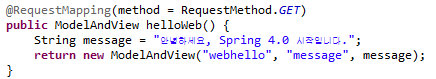 @RequestMapping(method = RequestMethod.GET)
public ModelAndView helloWeb() {
    String message = "안녕하세요, Spring 4.0 시작입니다.";
    return new ModelAndView("webhello", "message", message);
}